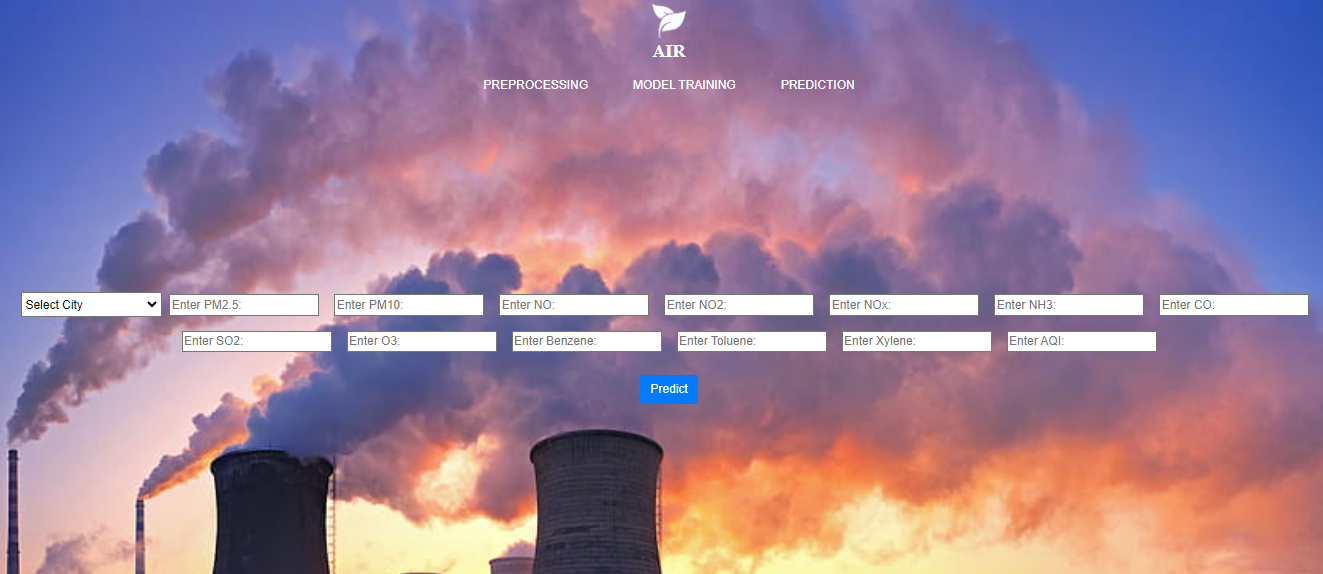 AIR
PREPROCESSING MODEL TRAINING PREDICTION
Select City Enter PM2.5: Enter PM10: Enter NO: Enter NO2: Enter NOx: Enter NH3: Enter CO:
Enter SO2: Enter O3: Enter Benzene: Enter Toluene: Enter Xylene: Enter AQI:
Predict